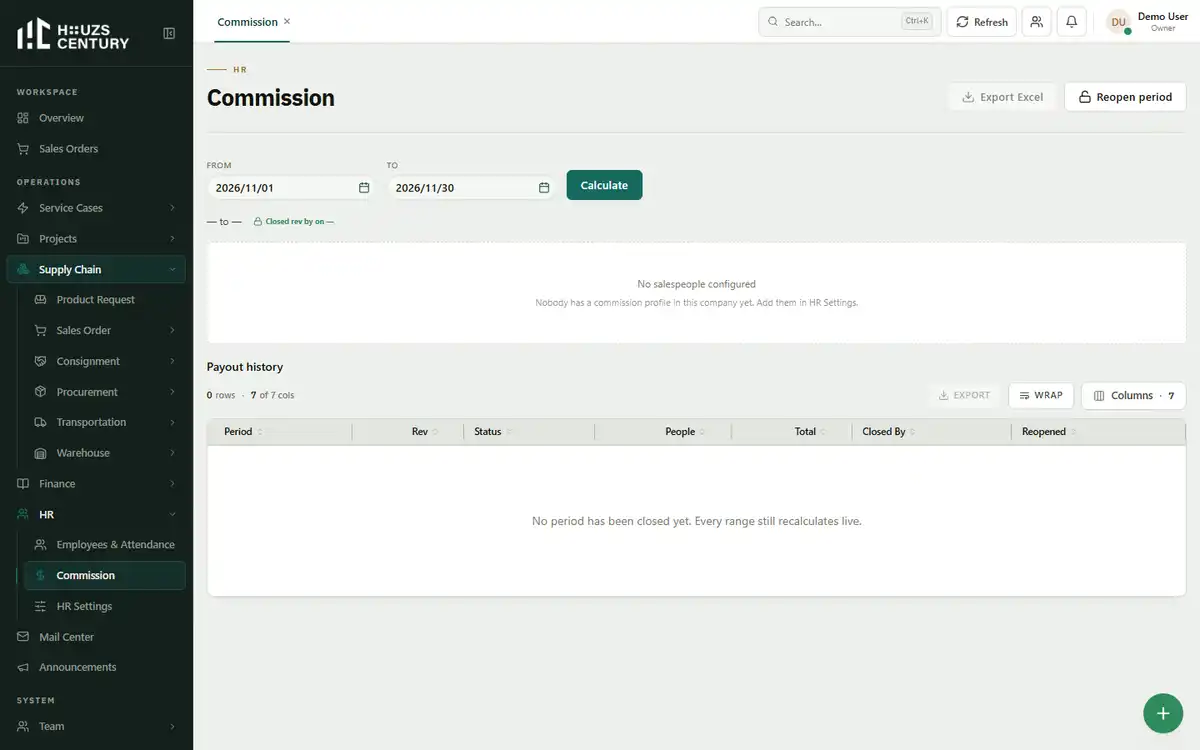 HOUZS
CENTURY
WORKSPACE
Overview
Sales Orders
OPERATIONS
Service Cases
Projects
Supply Chain
Product Request
Sales Order
Consignment
Procurement
Transportation
Warehouse
Finance
HR
Employees & Attendance
Commission
HR Settings
Mail Center
Announcements
SYSTEM
Team
Commission ×
Search... Ctrl+K
Refresh
DU
Demo User
Owner
HR
Commission
Export Excel
Reopen period
FROM
TO
2026/11/01
2026/11/30
Calculate
— to — Closed rev by on —
No salespeople configured
Nobody has a commission profile in this company yet. Add them in HR Settings.
Payout history
0 rows · 7 of 7 cols
EXPORT
WRAP
Columns · 7
Period Rev Status People Total Closed By Reopened
No period has been closed yet. Every range still recalculates live.